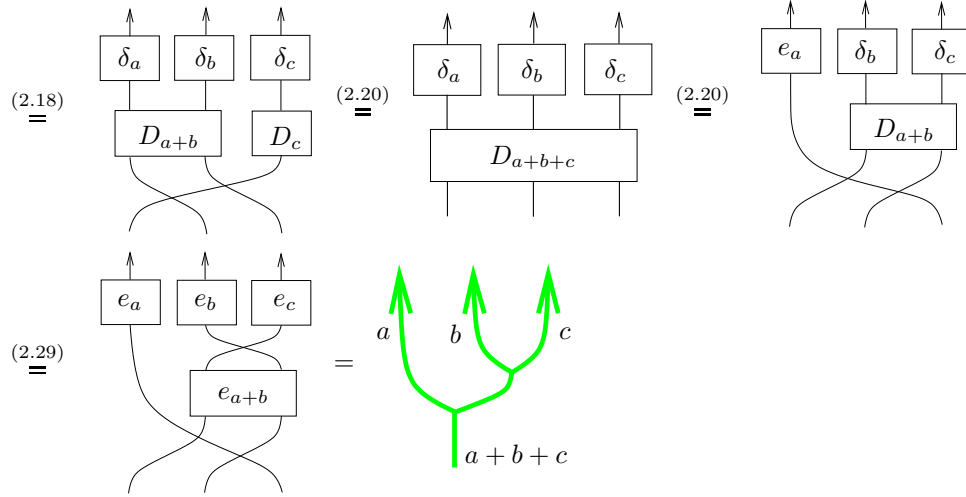 δ_a δ_b δ_c δ_a δ_b δ_c e_a δ_b δ_c
(2.18) = (2.20) = (2.20) =
D_{a+b} D_c D_{a+b+c} D_{a+b}
e_a e_b e_c a b c
(2.29) = e_{a+b} =
a + b + c